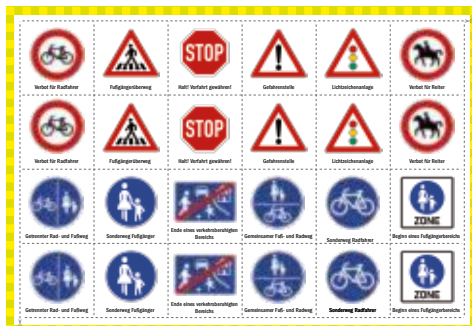 STOP
Verbot für Radfahrer Fußgängerüberweg Halt! Vorfahrt gewähren! Gefahrenstelle Lichtzeichenanlage Verbot für Reiter
STOP
Verbot für Radfahrer Fußgängerüberweg Halt! Vorfahrt gewähren! Gefahrenstelle Lichtzeichenanlage Verbot für Reiter
ZONE
Getrennter Rad- und Fußweg Sonderweg Fußgänger Ende eines verkehrsberuhigten Bereichs Gemeinsamer Fuß- und Radweg Sonderweg Radfahrer Beginn eines Fußgängerbereichs
ZONE
Getrennter Rad- und Fußweg Sonderweg Fußgänger Ende eines verkehrsberuhigten Bereichs Gemeinsamer Fuß- und Radweg Sonderweg Radfahrer Beginn eines Fußgängerbereichs